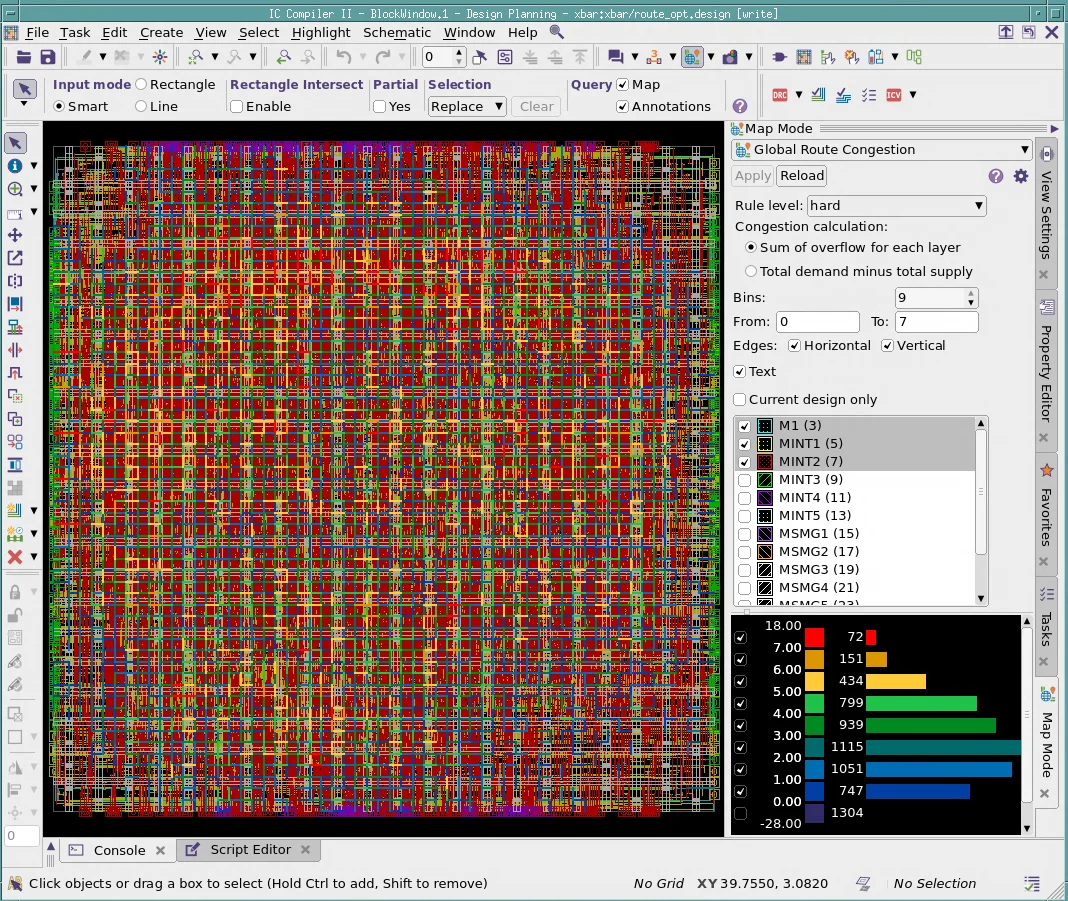 IC Compiler II - BlockWindow.1 - Design Planning - xbar:xbar/route_opt.design [write]
File Task Edit Create View Select Highlight Schematic Window Help
0
Input mode Rectangle Rectangle Intersect Partial Selection Query Map
Smart Line Enable Yes Replace Clear Annotations
DRC ICV
Map Mode
Global Route Congestion
Apply Reload
Rule level: hard
Congestion calculation:
Sum of overflow for each layer
Total demand minus total supply
Bins: 9
From: 0 To: 7
Edges: Horizontal Vertical
Text
Current design only
M1 (3)
MINT1 (5)
MINT2 (7)
MINT3 (9)
MINT4 (11)
MINT5 (13)
MSMG1 (15)
MSMG2 (17)
MSMG3 (19)
MSMG4 (21)
MSMG5 (23)
18.00
72
7.00
151
6.00
434
5.00
799
4.00
939
3.00
1115
2.00
1051
1.00
747
0.00
1304
-28.00
View Settings
Property Editor
Favorites
Tasks
Map Mode
0
Console Script Editor
Click objects or drag a box to select (Hold Ctrl to add, Shift to remove) No Grid XY 39.7550, 3.0820 No Selection